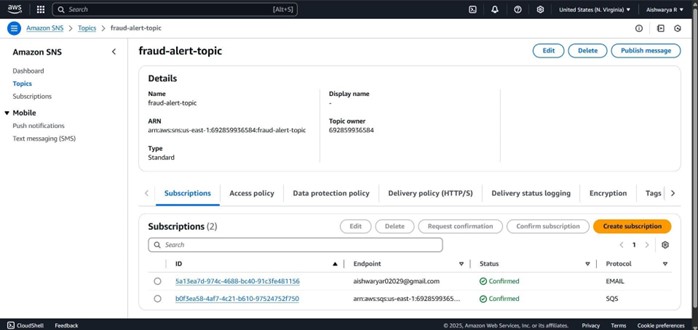 aws
Search [Alt+S] United States (N. Virginia) Aishwarya R
Amazon SNS > Topics > fraud-alert-topic
Amazon SNS
Dashboard
Topics
Subscriptions
Mobile
Push notifications
Text messaging (SMS)
fraud-alert-topic
Edit Delete Publish message
Details
Name
fraud-alert-topic
Display name
-
ARN
arn:aws:sns:us-east-1:692859936584:fraud-alert-topic
Topic owner
692859936584
Type
Standard
Subscriptions Access policy Data protection policy Delivery policy (HTTP/S) Delivery status logging Encryption Tags
Subscriptions (2)
Edit Delete Request confirmation Confirm subscription Create subscription
Search
1
ID Endpoint Status Protocol
5a13ea7d-974c-4688-bc40-91c3fe481156 aishwaryar02029@gmail.com Confirmed EMAIL
b0f3ea58-4af7-4c21-b610-97524752f750 arn:aws:sqs:us-east-1:6928599365... Confirmed SQS
CloudShell Feedback © 2025, Amazon Web Services, Inc. or its affiliates. Privacy Terms Cookie preferences